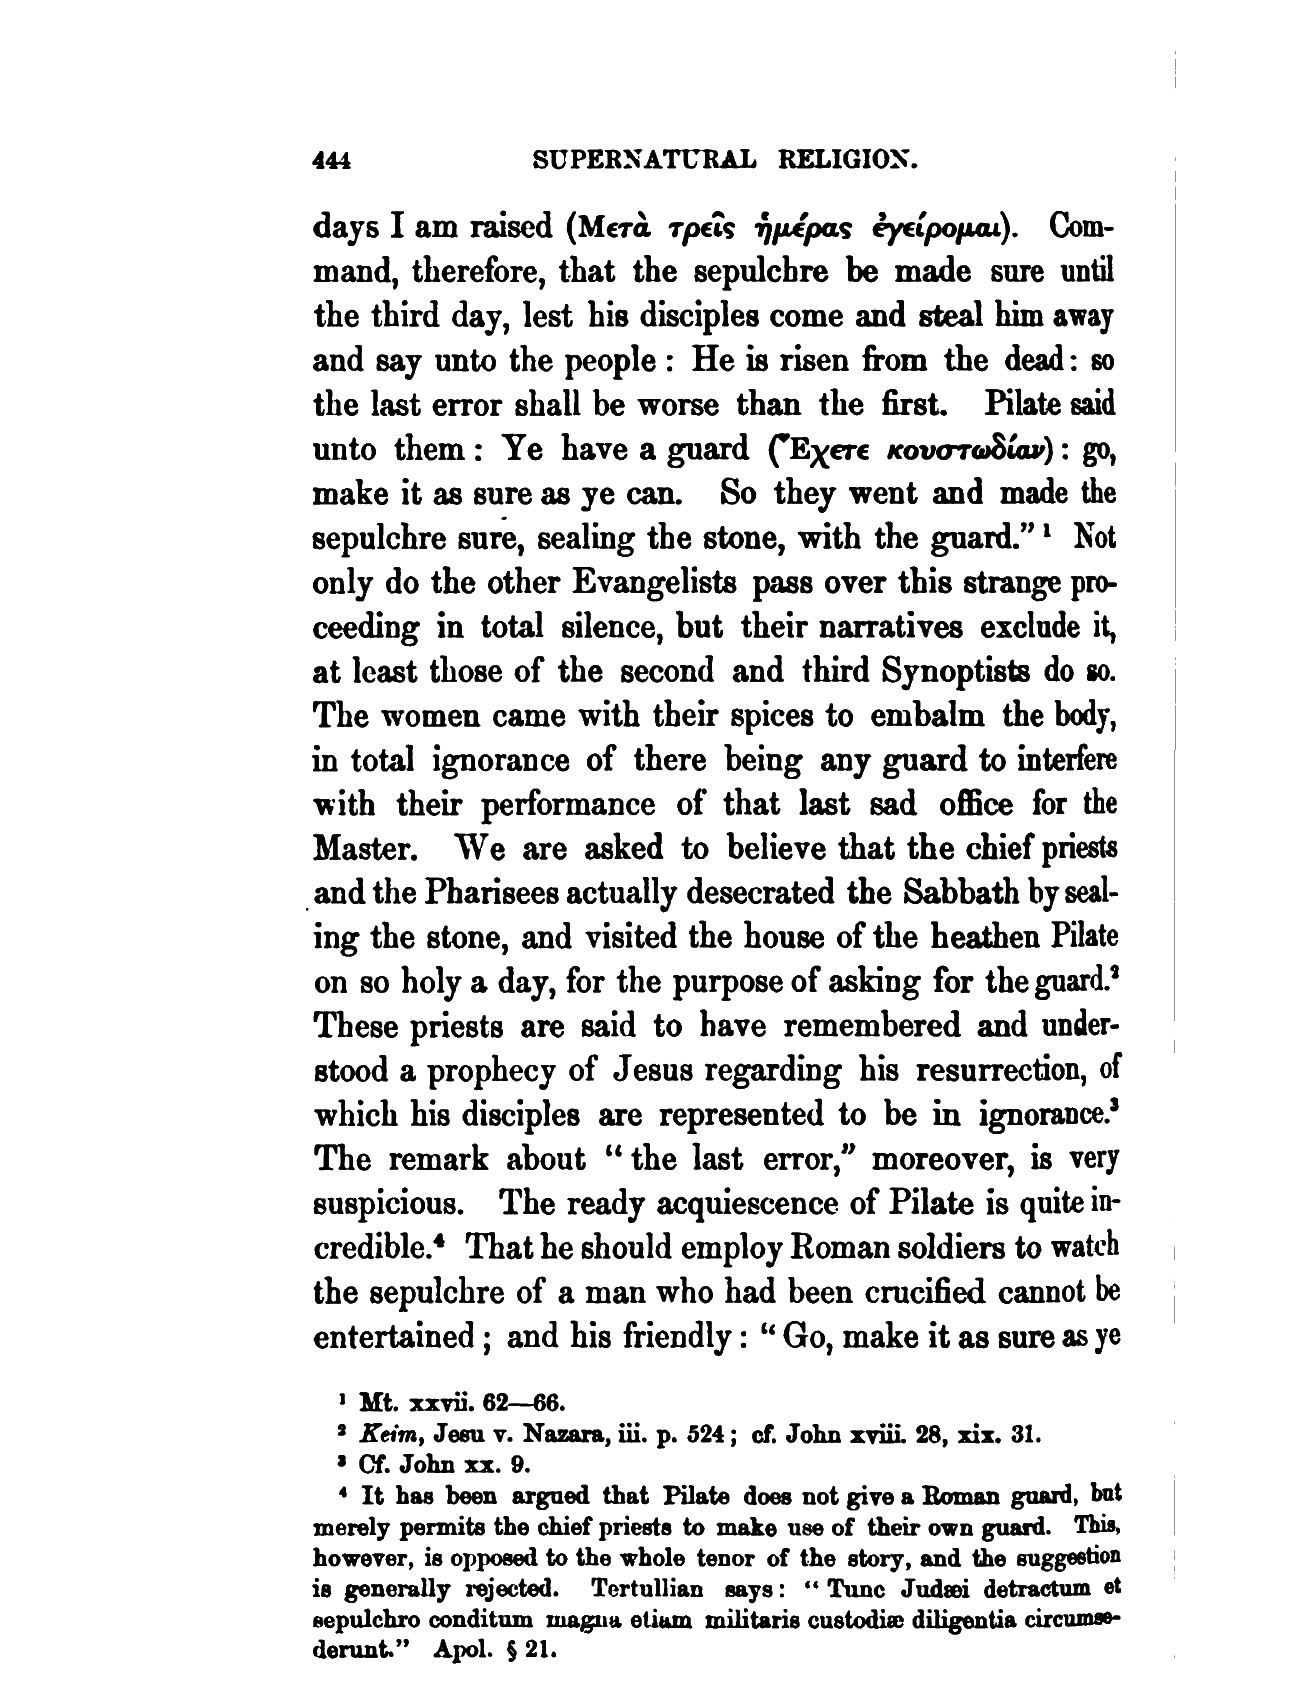 444 SUPERNATURAL RELIGION.
days I am raised (Μετὰ τρεῖς ἡμέρας ἐγείρομαι). Com-
mand, therefore, that the sepulchre be made sure until
the third day, lest his disciples come and steal him away
and say unto the people : He is risen from the dead : so
the last error shall be worse than the first. Pilate said
unto them : Ye have a guard (Ἔχετε κουστωδίαν) : go,
make it as sure as ye can. So they went and made the
sepulchre sure, sealing the stone, with the guard.” ¹ Not
only do the other Evangelists pass over this strange pro-
ceeding in total silence, but their narratives exclude it,
at least those of the second and third Synoptists do so.
The women came with their spices to embalm the body,
in total ignorance of there being any guard to interfere
with their performance of that last sad office for the
Master. We are asked to believe that the chief priests
and the Pharisees actually desecrated the Sabbath by seal-
ing the stone, and visited the house of the heathen Pilate
on so holy a day, for the purpose of asking for the guard.²
These priests are said to have remembered and under-
stood a prophecy of Jesus regarding his resurrection, of
which his disciples are represented to be in ignorance.³
The remark about “ the last error,” moreover, is very
suspicious. The ready acquiescence of Pilate is quite in-
credible.⁴ That he should employ Roman soldiers to watch
the sepulchre of a man who had been crucified cannot be
entertained ; and his friendly : “ Go, make it as sure as ye
¹ Mt. xxvii. 62—66.
² Keim, Jesu v. Nazara, iii. p. 524 ; cf. John xviii. 28, xix. 31.
³ Cf. John xx. 9.
⁴ It has been argued that Pilate does not give a Roman guard, but
merely permits the chief priests to make use of their own guard. This,
however, is opposed to the whole tenor of the story, and the suggestion
is generally rejected. Tertullian says : “ Tunc Judæi detractum et
sepulchro conditum magna etiam militaris custodiæ diligentia circumse-
derunt.” Apol. § 21.